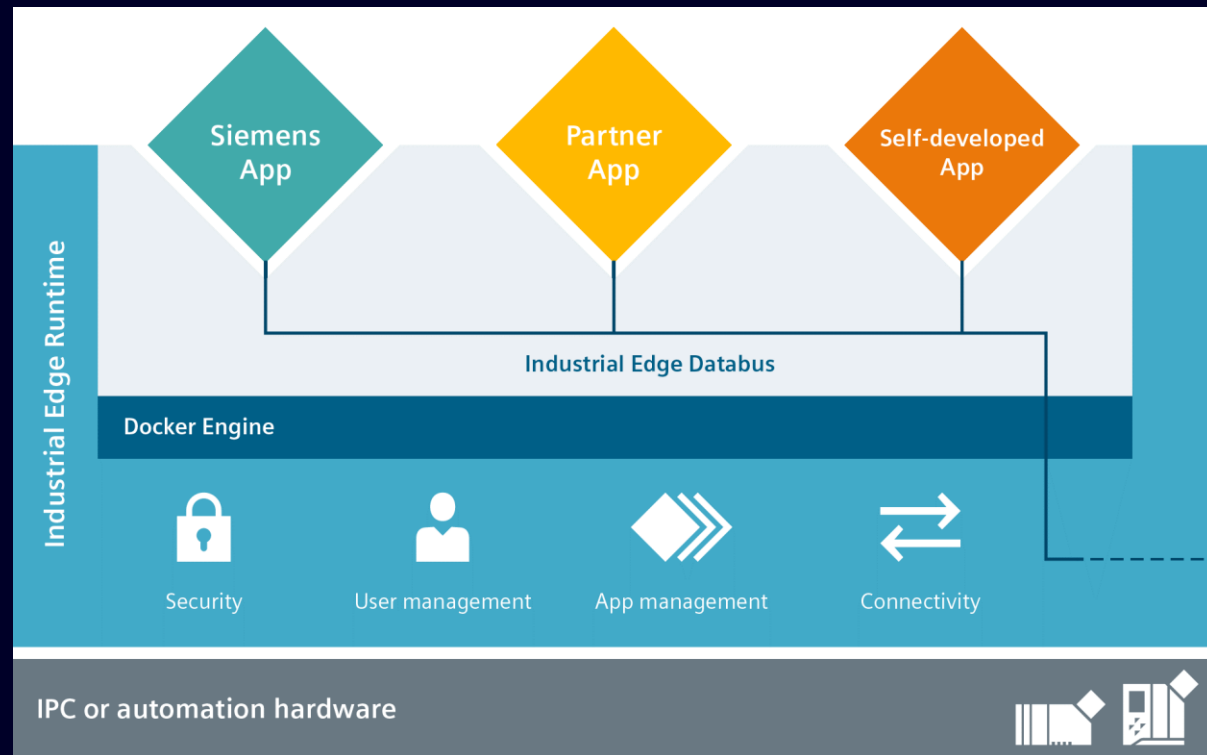 Siemens
App
Partner
App
Self-developed
App
Industrial Edge Runtime
Industrial Edge Databus
Docker Engine
Security
User management
App management
Connectivity
IPC or automation hardware